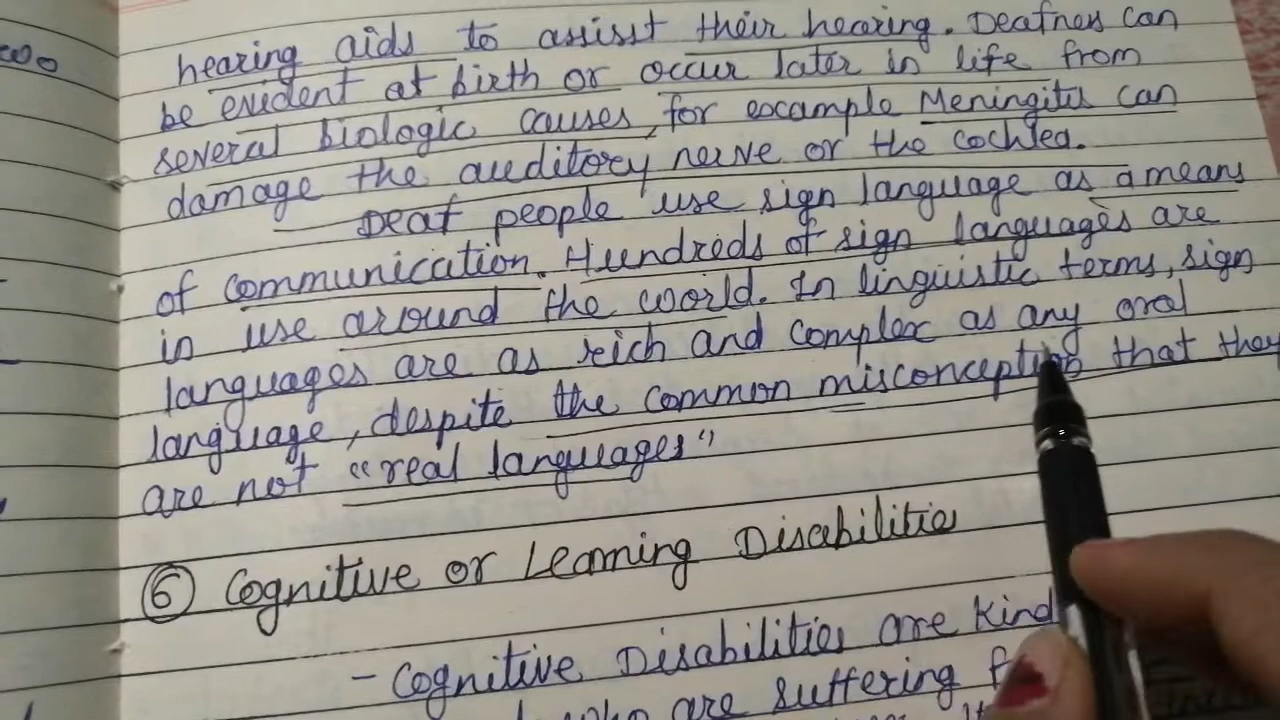 hearing aids to assisst their hearing. Deafness can
be evident at birth or occur later in life from
several biologic causes, for example Meningitis can
damage the auditory nerve or the cochlea.
Deaf people use sign language as a means
of communication. Hundreds of sign languages are
in use around the world. In linguistic terms, sign
languages are as rich and complex as any oral
language, despite the common misconception that they
are not "real languages"
⑥ Cognitive or Learning Disabilities
- Cognitive Disabilities are kind
who are suffering